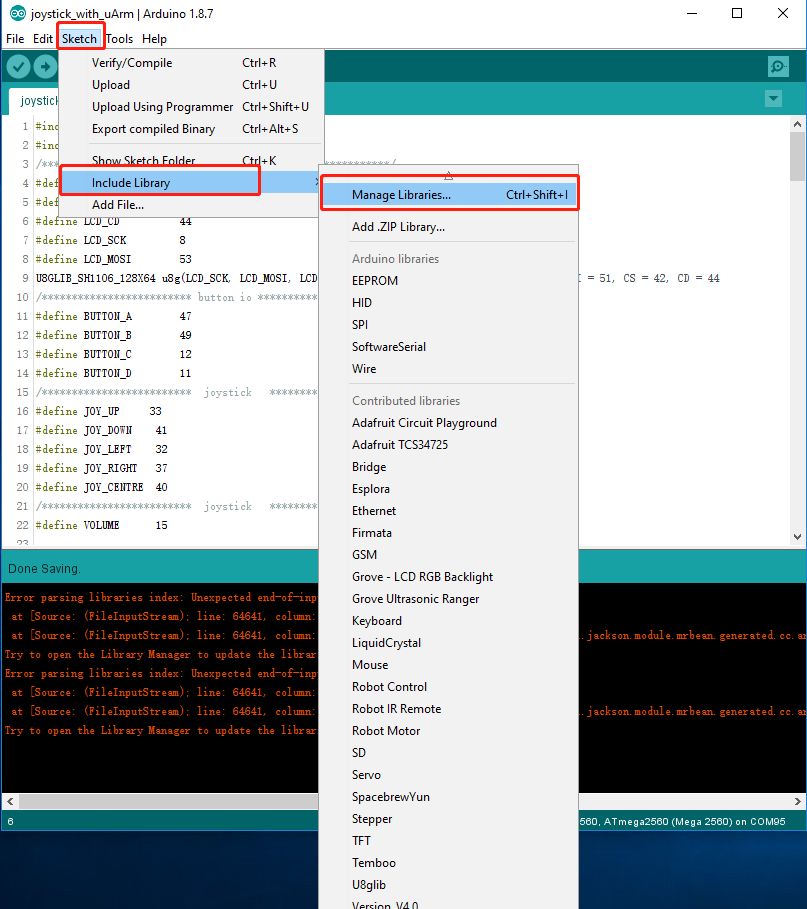 joystick_with_uArm | Arduino 1.8.7
File Edit Sketch Tools Help
Verify/Compile Ctrl+R
Upload Ctrl+U
Upload Using Programmer Ctrl+Shift+U
Export compiled Binary Ctrl+Alt+S
Show Sketch Folder Ctrl+K
Include Library
Add File...
Manage Libraries... Ctrl+Shift+I
Add .ZIP Library...
Arduino libraries
EEPROM
HID
SPI
SoftwareSerial
Wire
Contributed libraries
Adafruit Circuit Playground
Adafruit TCS34725
Bridge
Esplora
Ethernet
Firmata
GSM
Grove - LCD RGB Backlight
Grove Ultrasonic Ranger
Keyboard
LiquidCrystal
Mouse
Robot Control
Robot IR Remote
Robot Motor
SD
Servo
SpacebrewYun
Stepper
TFT
Temboo
U8glib
Version_V4.0
joystick
1 #inc
2 #inc
3 /*** ***********/
4 #def
5 #def
6 #define LCD_CD 44
7 #define LCD_SCK 8
8 #define LCD_MOSI 53
9 U8GLIB_SH1106_128X64 u8g(LCD_SCK, LCD_MOSI, LCD = 51, CS = 42, CD = 44
10 /************************* button io **********
11 #define BUTTON_A 47
12 #define BUTTON_B 49
13 #define BUTTON_C 12
14 #define BUTTON_D 11
15 /************************* joystick ********
16 #define JOY_UP 33
17 #define JOY_DOWN 41
18 #define JOY_LEFT 32
19 #define JOY_RIGHT 37
20 #define JOY_CENTRE 40
21 /************************* joystick ********
22 #define VOLUME 15
23
Done Saving.
Error parsing libraries index: Unexpected end-of-inp
at [Source: (FileInputStream); line: 64641, column:
at [Source: (FileInputStream); line: 64641, column: .jackson.module.mrbean.generated.cc.ar
Try to open the Library Manager to update the librar
Error parsing libraries index: Unexpected end-of-inp
at [Source: (FileInputStream); line: 64641, column:
at [Source: (FileInputStream); line: 64641, column: .jackson.module.mrbean.generated.cc.ar
Try to open the Library Manager to update the librar
6 560, ATmega2560 (Mega 2560) on COM95